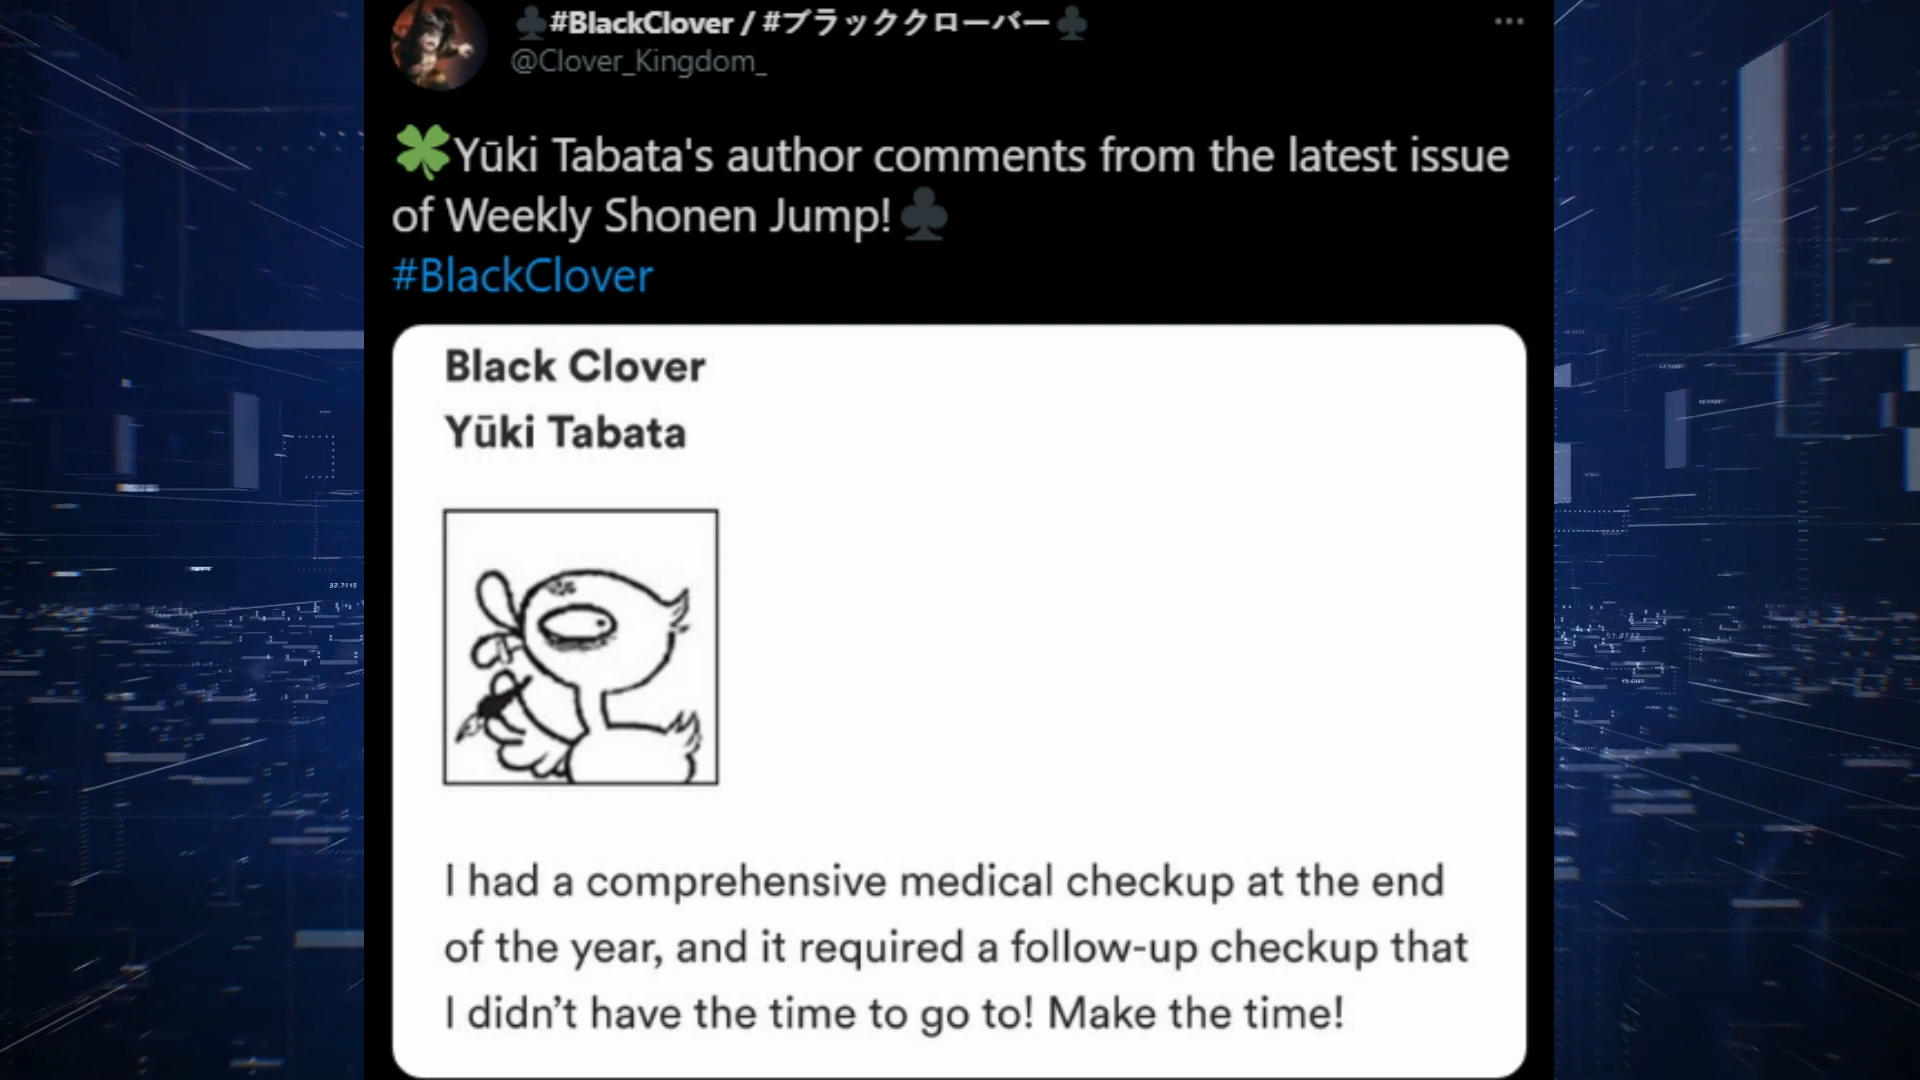 ♣#BlackClover / #ブラッククローバー♣
@Clover_Kingdom_
🍀Yūki Tabata's author comments from the latest issue
of Weekly Shonen Jump!♣
#BlackClover
Black Clover
Yūki Tabata
I had a comprehensive medical checkup at the end
of the year, and it required a follow-up checkup that
I didn’t have the time to go to! Make the time!